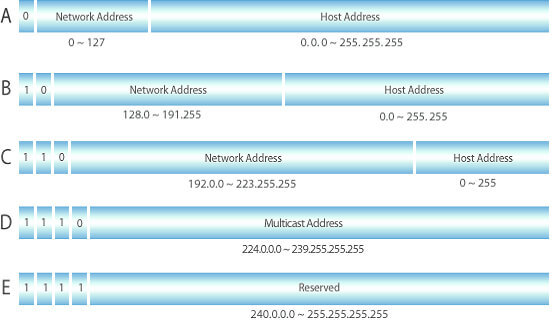 A 0 Network Address Host Address
0 ~ 127 0. 0. 0 ~ 255. 255. 255
B 1 0 Network Address Host Address
128.0 ~ 191.255 0.0 ~ 255. 255
C 1 1 0 Network Address Host Address
192.0.0 ~ 223.255.255 0 ~ 255
D 1 1 1 0 Multicast Address
224.0.0.0 ~ 239.255.255.255
E 1 1 1 1 Reserved
240.0.0.0 ~ 255.255.255.255